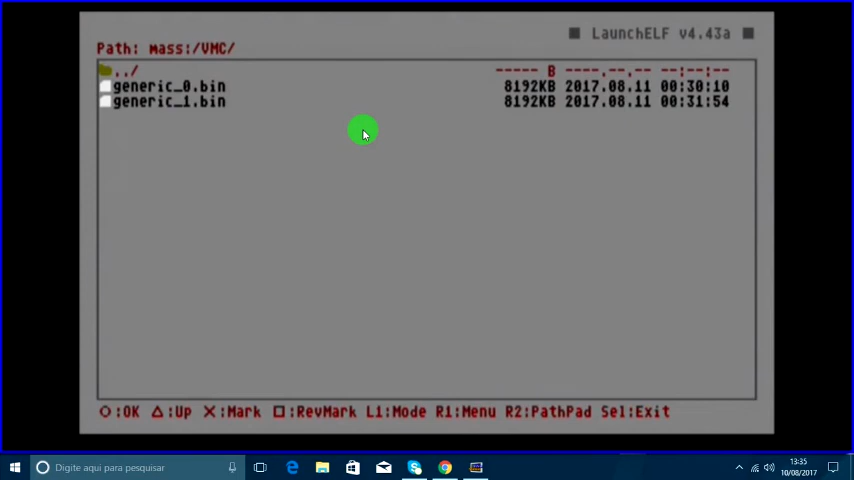 LaunchELF v4.43a
Path: mass:/VMC/
../ ----- B ----.--.-- --:--:--
generic_0.bin 8192KB 2017.08.11 00:30:10
generic_1.bin 8192KB 2017.08.11 00:31:54
O:OK △:Up X:Mark □:RevMark L1:Mode R1:Menu R2:PathPad Sel:Exit
Digite aqui para pesquisar
13:35
10/08/2017